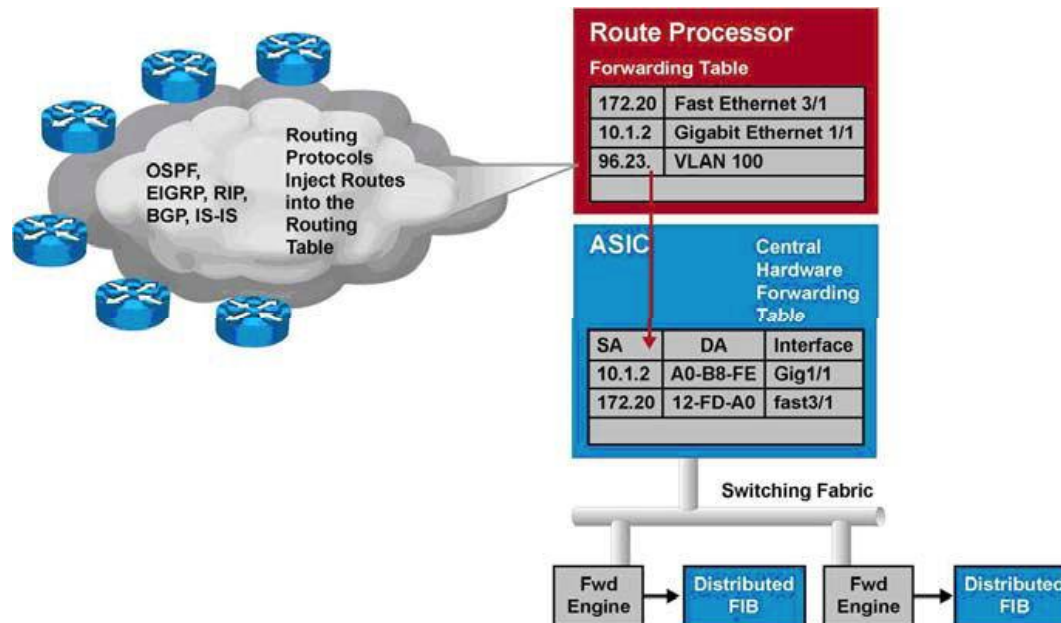 Route Processor
Forwarding Table
172.20 Fast Ethernet 3/1
10.1.2 Gigabit Ethernet 1/1
96.23. VLAN 100
OSPF,
EIGRP, RIP,
BGP, IS-IS
Routing
Protocols
Inject Routes
into the
Routing
Table
ASIC
Central
Hardware
Forwarding
Table
SA DA Interface
10.1.2 A0-B8-FE Gig1/1
172.20 12-FD-A0 fast3/1
Switching Fabric
Fwd
Engine
Distributed
FIB
Fwd
Engine
Distributed
FIB